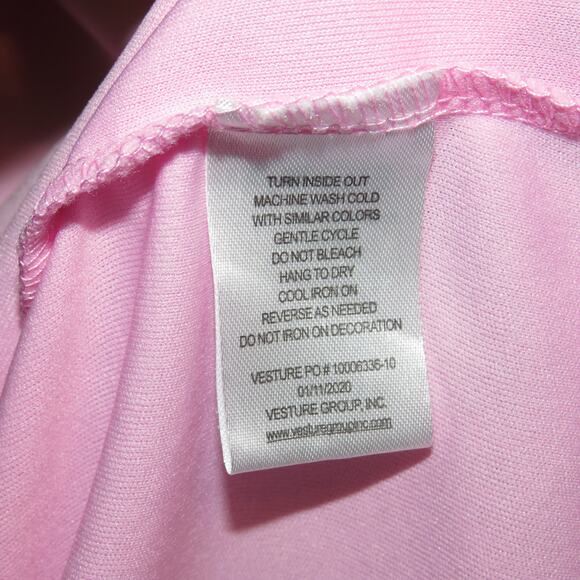 TURN INSIDE OUT
MACHINE WASH COLD
WITH SIMILAR COLORS
GENTLE CYCLE
DO NOT BLEACH
HANG TO DRY
COOL IRON ON
REVERSE AS NEEDED
DO NOT IRON ON DECORATION
VESTURE PO # 10006336-10
01/11/2020
VESTURE GROUP, INC.
www.vesturegroupinc.com